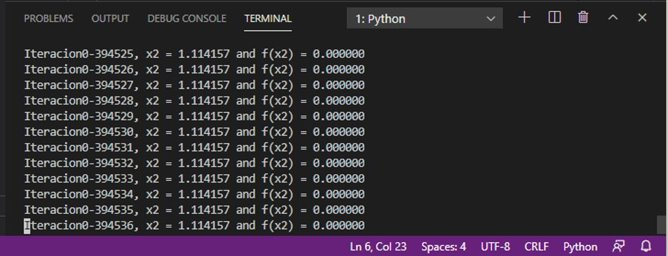 PROBLEMS OUTPUT DEBUG CONSOLE TERMINAL 1: Python
Iteracion0-394525, x2 = 1.114157 and f(x2) = 0.000000
Iteracion0-394526, x2 = 1.114157 and f(x2) = 0.000000
Iteracion0-394527, x2 = 1.114157 and f(x2) = 0.000000
Iteracion0-394528, x2 = 1.114157 and f(x2) = 0.000000
Iteracion0-394529, x2 = 1.114157 and f(x2) = 0.000000
Iteracion0-394530, x2 = 1.114157 and f(x2) = 0.000000
Iteracion0-394531, x2 = 1.114157 and f(x2) = 0.000000
Iteracion0-394532, x2 = 1.114157 and f(x2) = 0.000000
Iteracion0-394533, x2 = 1.114157 and f(x2) = 0.000000
Iteracion0-394534, x2 = 1.114157 and f(x2) = 0.000000
Iteracion0-394535, x2 = 1.114157 and f(x2) = 0.000000
Iteracion0-394536, x2 = 1.114157 and f(x2) = 0.000000
Ln 6, Col 23 Spaces: 4 UTF-8 CRLF Python